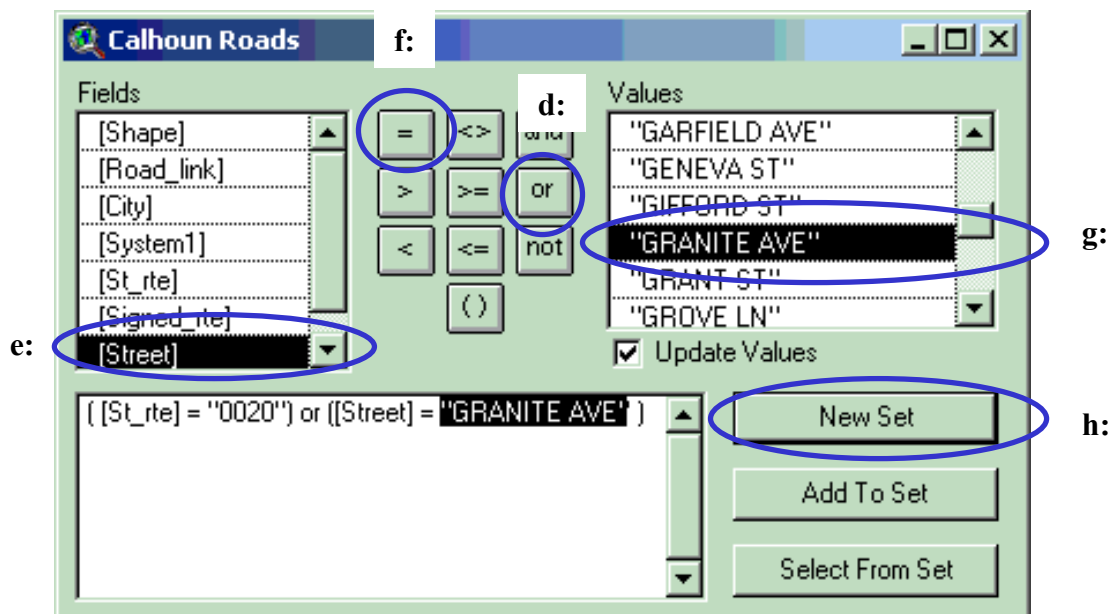 Calhoun Roads
f:
Fields
d:
Values
[Shape]
[Road_link]
[City]
[System1]
[St_rte]
[Signed_rte]
e:
[Street]
= <> and
> >= or
< <= not
( )
"GARFIELD AVE"
"GENEVA ST"
"GIFFORD ST"
"GRANITE AVE"
g:
"GRANT ST"
"GROVE LN"
Update Values
( [St_rte] = "0020") or ([Street] = "GRANITE AVE" )
New Set
h:
Add To Set
Select From Set